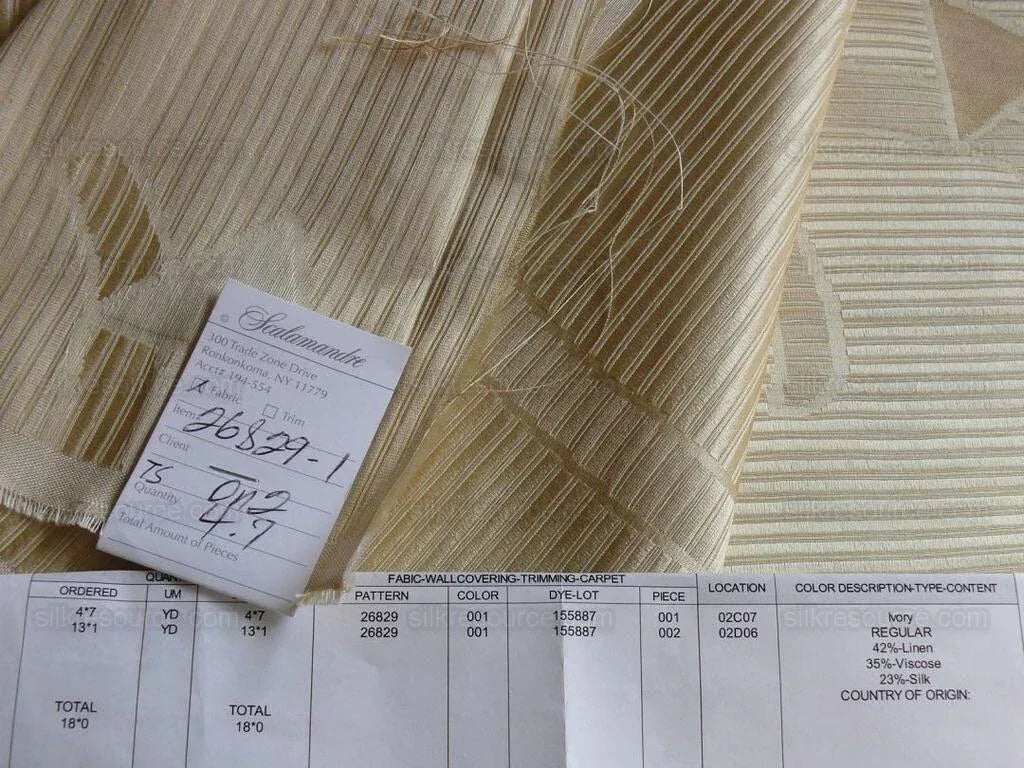 © Scalamandre
300 Trade Zone Drive
Ronkonkoma, NY 11779
Acct# 194-554
Fabric Trim
Item 26829-1
Client
TS
Quantity 4.7
Total Amount of Pieces
FABIC-WALLCOVERING-TRIMMING-CARPET
ORDERED UM PATTERN COLOR DYE-LOT PIECE LOCATION COLOR DESCRIPTION-TYPE-CONTENT
4*7 YD 4*7 26829 001 155887 001 02C07 Ivory
13*1 YD 13*1 26829 001 155887 002 02D06 REGULAR
42%-Linen
35%-Viscose
23%-Silk
COUNTRY OF ORIGIN:
TOTAL TOTAL
18*0 18*0
silkresource.com